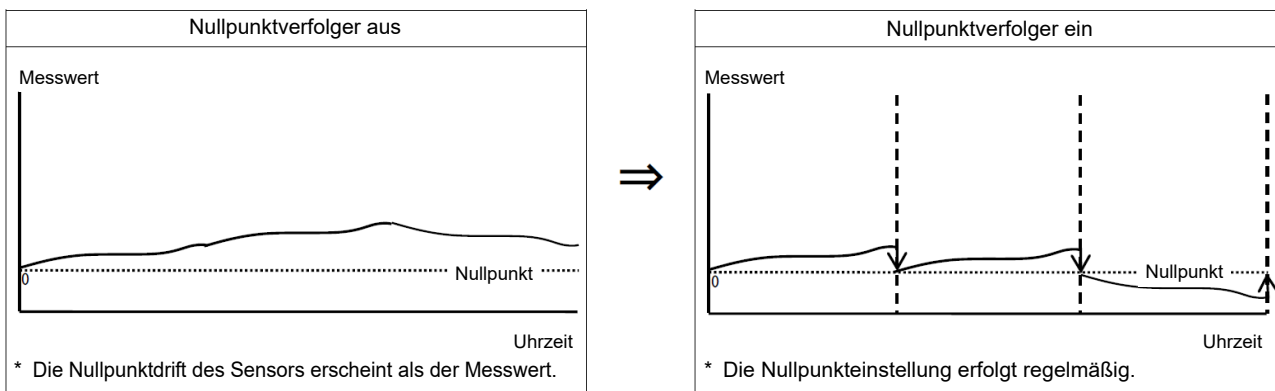 Nullpunktverfolger aus
Messwert
0
Nullpunkt
Uhrzeit
* Die Nullpunktdrift des Sensors erscheint als der Messwert.
⇒
Nullpunktverfolger ein
Messwert
0
Nullpunkt
Uhrzeit
* Die Nullpunkteinstellung erfolgt regelmäßig.